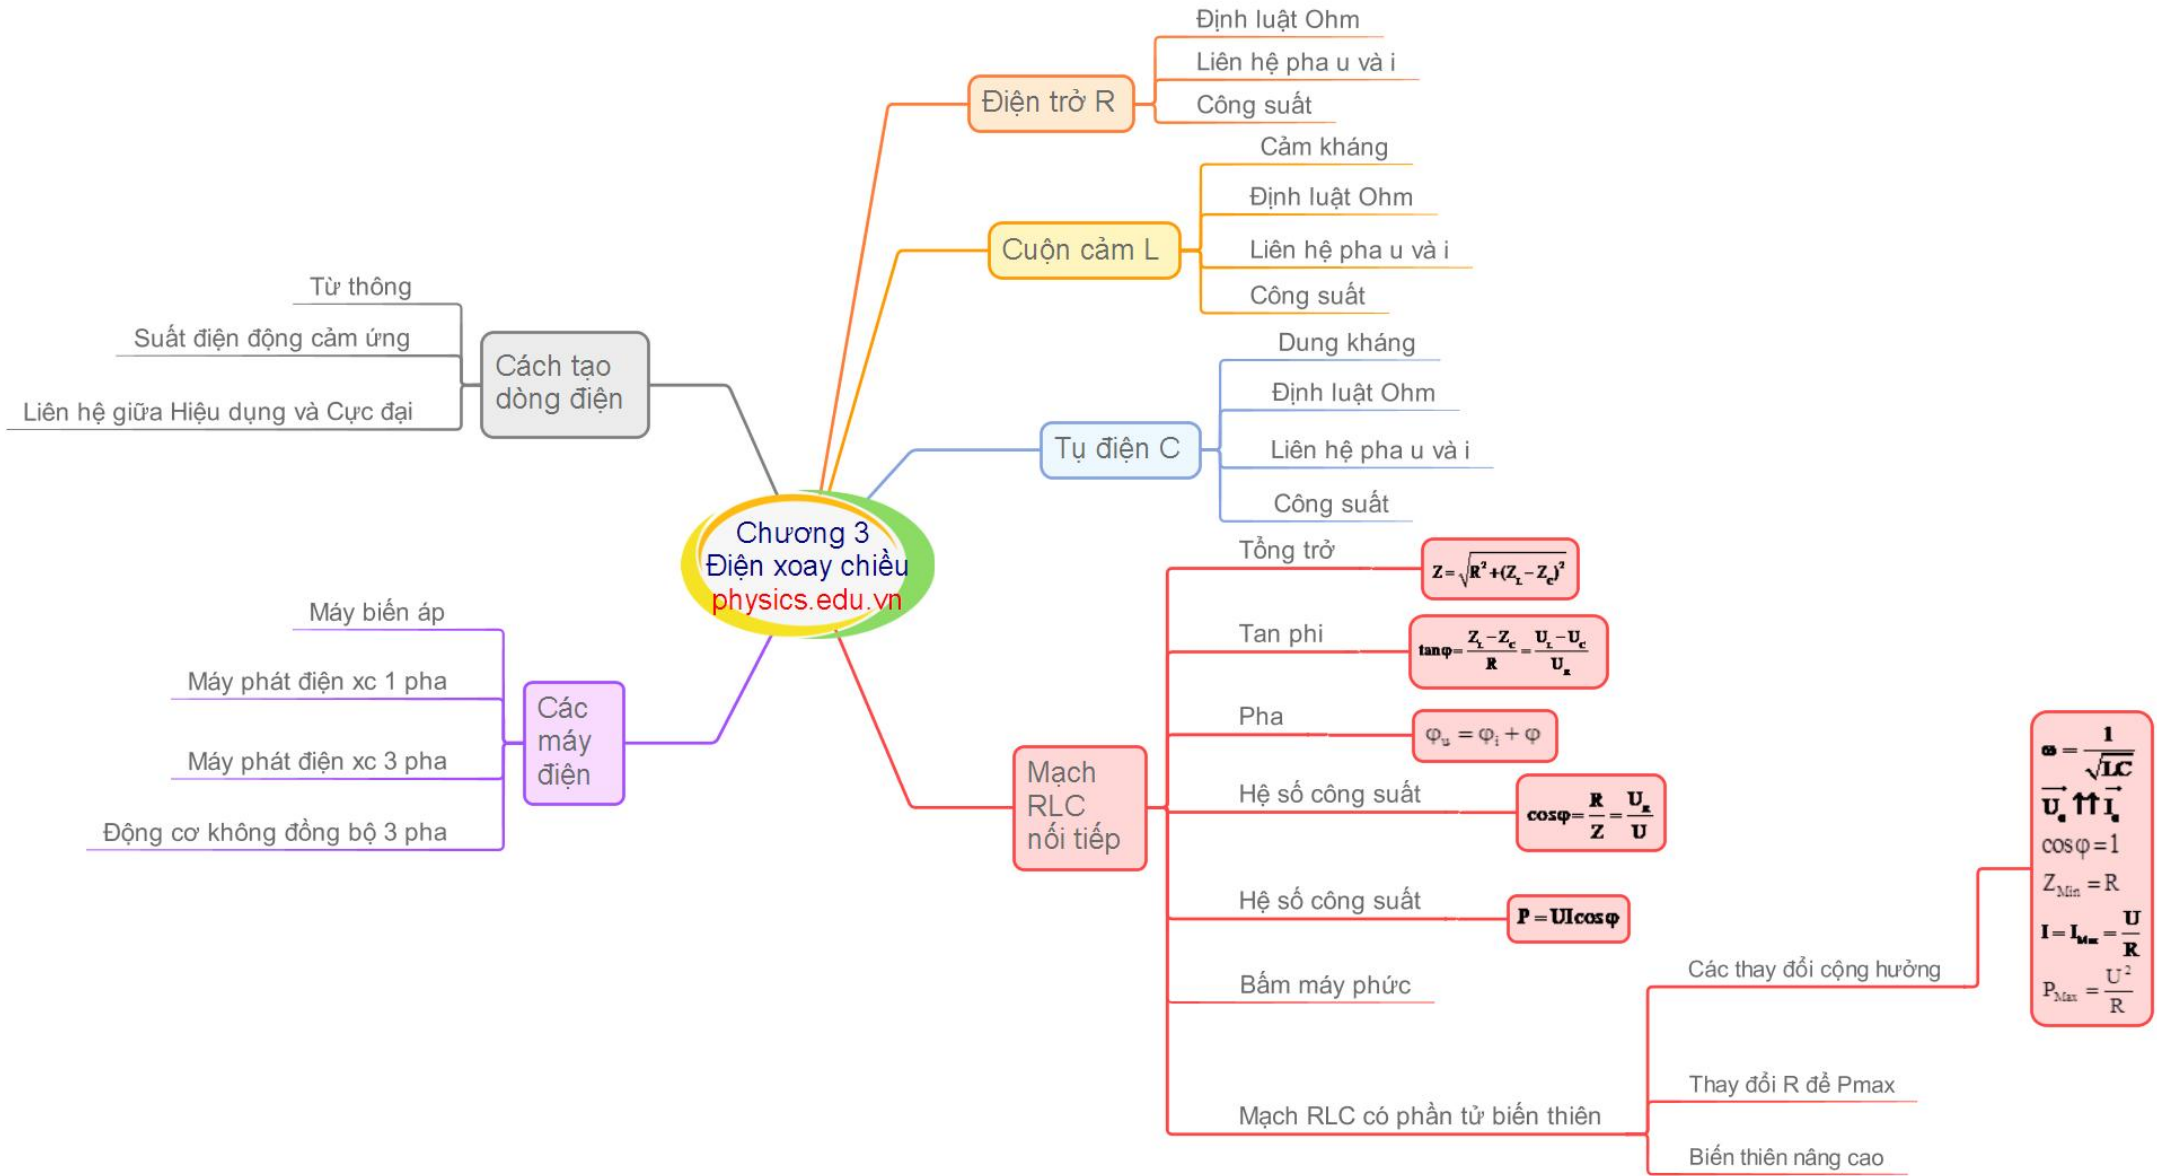 Chương 3
Điện xoay chiều
physics.edu.vn
Điện trở R
Định luật Ohm
Liên hệ pha u và i
Công suất
Cuộn cảm L
Cảm kháng
Định luật Ohm
Liên hệ pha u và i
Công suất
Tụ điện C
Dung kháng
Định luật Ohm
Liên hệ pha u và i
Công suất
Mạch
RLC
nối tiếp
Tổng trở
Z=√(R²+(Z_L−Z_C)²)
Tan phi
tanφ=(Z_L−Z_C)/R=(U_L−U_C)/U_R
Pha
φ_u = φ_i + φ
Hệ số công suất
cosφ=R/Z=U_R/U
Hệ số công suất
P=UIcosφ
Bấm máy phức
Mạch RLC có phần tử biến thiên
Các thay đổi cộng hưởng
ω=1/√LC
U₀⃗ ⇈ I₀⃗
cosφ=1
Z_Min = R
I=I_Max=U/R
P_Max = U²/R
Thay đổi R để Pmax
Biến thiên nâng cao
Cách tạo
dòng điện
Từ thông
Suất điện động cảm ứng
Liên hệ giữa Hiệu dụng và Cực đại
Các
máy
điện
Máy biến áp
Máy phát điện xc 1 pha
Máy phát điện xc 3 pha
Động cơ không đồng bộ 3 pha